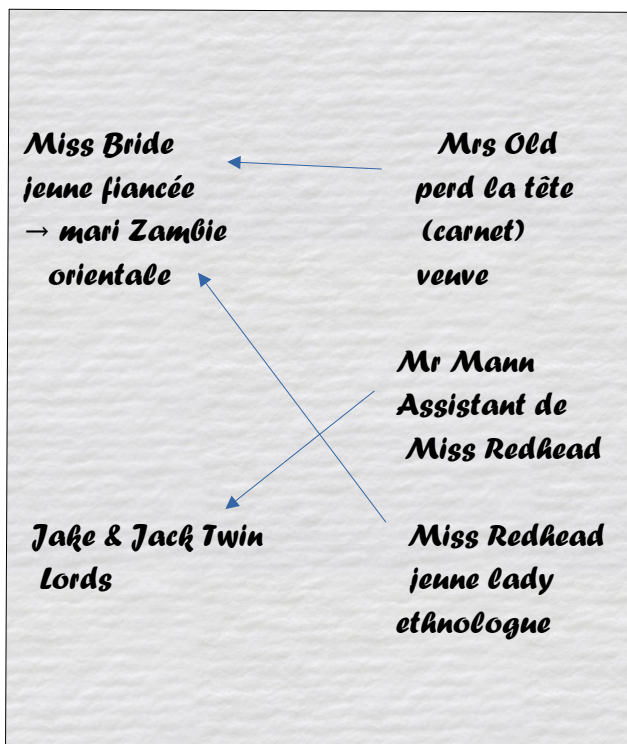 Miss Bride
jeune fiancée
→ mari Zambie
orientale
Mrs Old
perd la tête
(carnet)
veuve
Mr Mann
Assistant de
Miss Redhead
Jake & Jack Twin
Lords
Miss Redhead
jeune lady
ethnologue